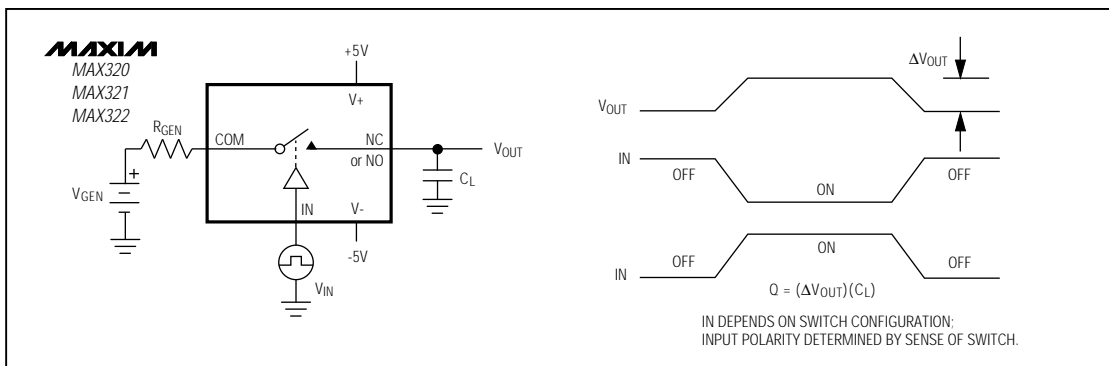 MAXIM
MAX320
MAX321
MAX322
+5V
V+
RGEN
COM
NC
or NO
VOUT
CL
VGEN
+
IN
V-
-5V
VIN
ΔVOUT
VOUT
IN
OFF
ON
OFF
IN
OFF
ON
OFF
Q = (ΔVOUT)(CL)
IN DEPENDS ON SWITCH CONFIGURATION;
INPUT POLARITY DETERMINED BY SENSE OF SWITCH.